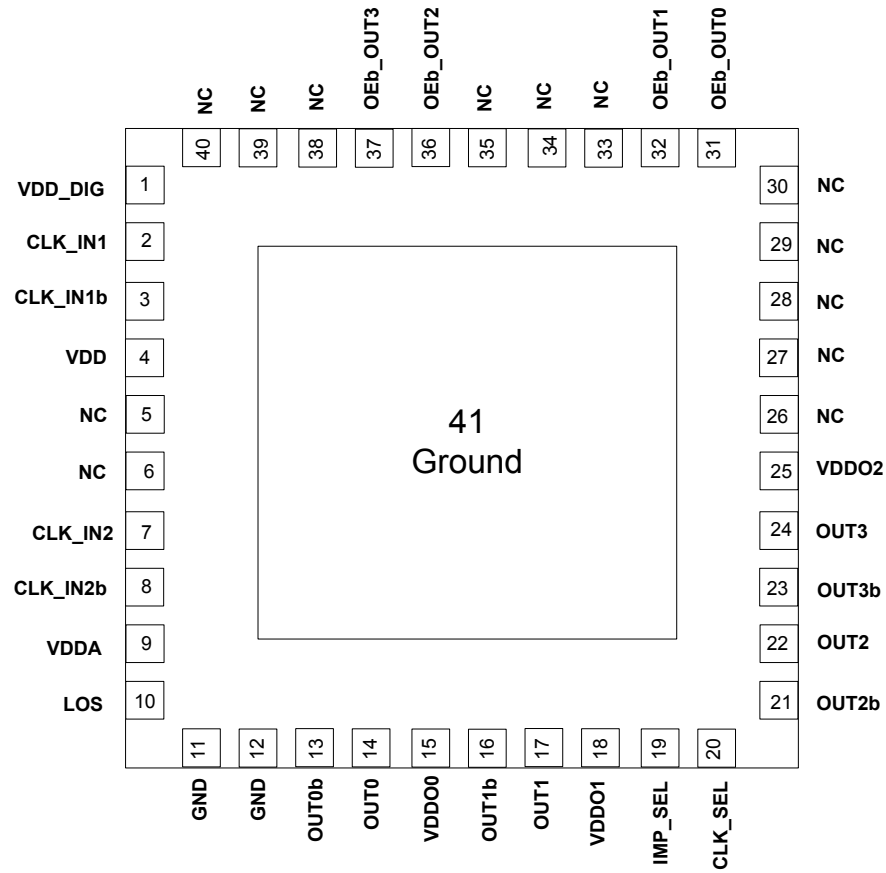 OEb_OUT3
OEb_OUT2
OEb_OUT1
OEb_OUT0
NC
NC
NC
NC
NC
NC
40
39
38
37
36
35
34
33
32
31
VDD_DIG
1
30
NC
CLK_IN1
2
29
NC
CLK_IN1b
3
28
NC
VDD
4
27
NC
NC
5
26
NC
NC
6
25
VDDO2
CLK_IN2
7
24
OUT3
CLK_IN2b
8
23
OUT3b
VDDA
9
22
OUT2
LOS
10
21
OUT2b
41
Ground
11
12
13
14
15
16
17
18
19
20
GND
GND
OUT0b
OUT0
VDDO0
OUT1b
OUT1
VDDO1
IMP_SEL
CLK_SEL